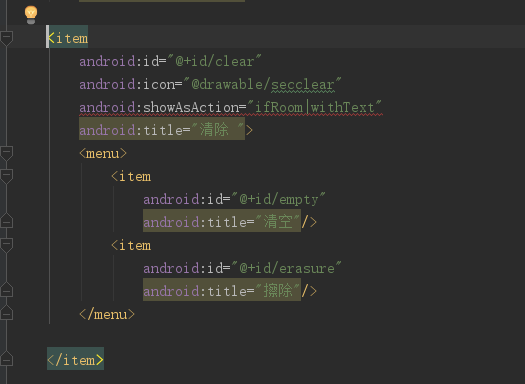 <item
android:id="@+id/clear"
android:icon="@drawable/secclear"
android:showAsAction="ifRoom|withText"
android:title="清除 ">
<menu>
<item
android:id="@+id/empty"
android:title="清空"/>
<item
android:id="@+id/erasure"
android:title="擦除"/>
</menu>
</item>